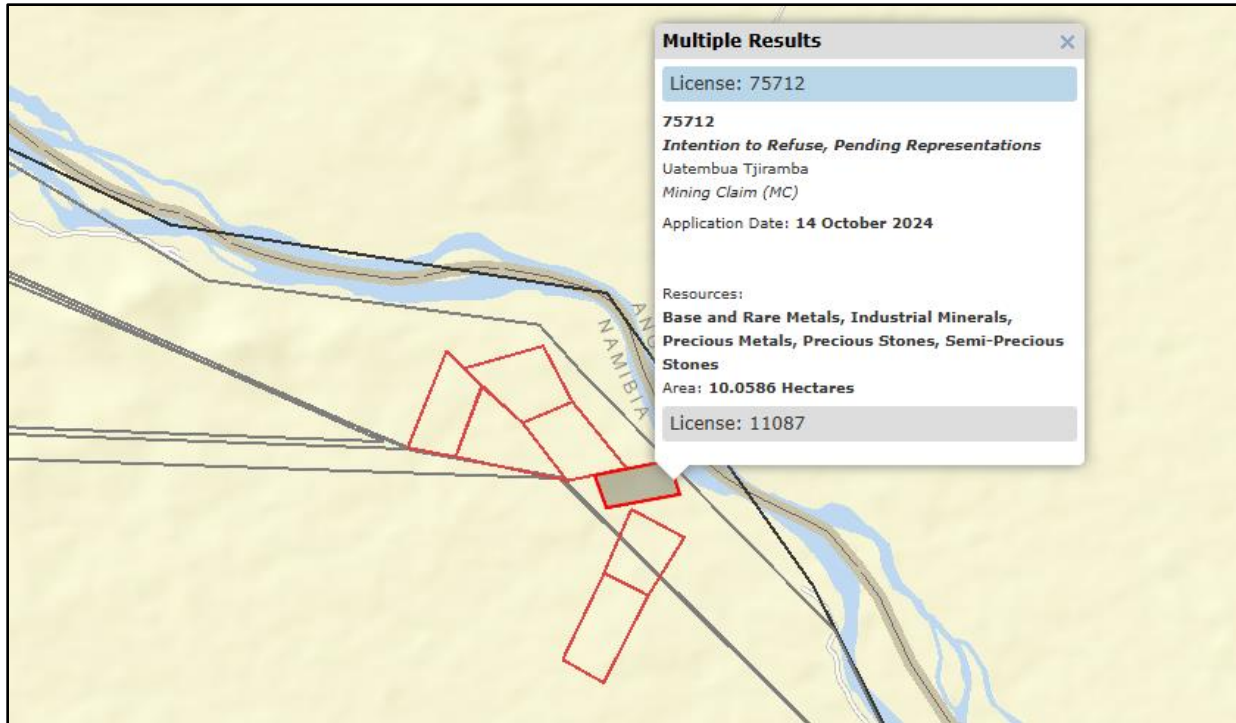 Multiple Results
License: 75712
75712
Intention to Refuse, Pending Representations
Uatembua Tjiramba
Mining Claim (MC)
Application Date: 14 October 2024
Resources:
Base and Rare Metals, Industrial Minerals,
Precious Metals, Precious Stones, Semi-Precious
Stones
Area: 10.0586 Hectares
License: 11087
ANG
NAMIBIA